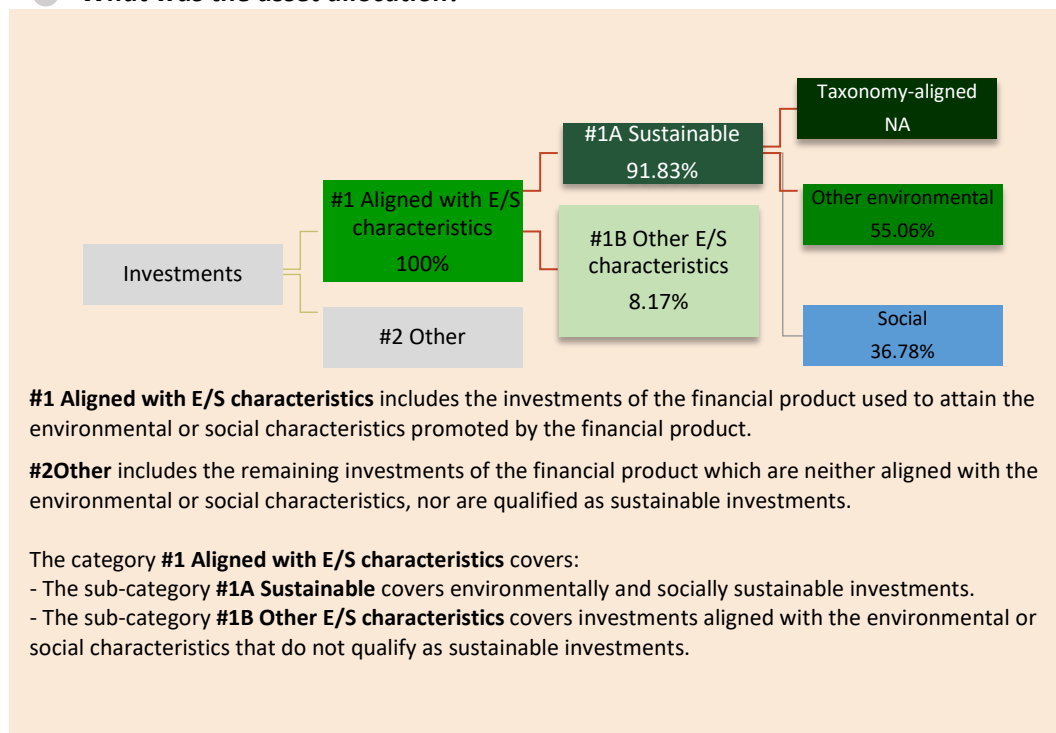 What was the asset allocation?
Taxonomy-aligned
NA
#1A Sustainable
91.83%
#1 Aligned with E/S
characteristics
100%
Other environmental
55.06%
#1B Other E/S
characteristics
8.17%
Investments
#2 Other
Social
36.78%
#1 Aligned with E/S characteristics includes the investments of the financial product used to attain the
environmental or social characteristics promoted by the financial product.
#2Other includes the remaining investments of the financial product which are neither aligned with the
environmental or social characteristics, nor are qualified as sustainable investments.
The category #1 Aligned with E/S characteristics covers:
- The sub-category #1A Sustainable covers environmentally and socially sustainable investments.
- The sub-category #1B Other E/S characteristics covers investments aligned with the environmental or
social characteristics that do not qualify as sustainable investments.